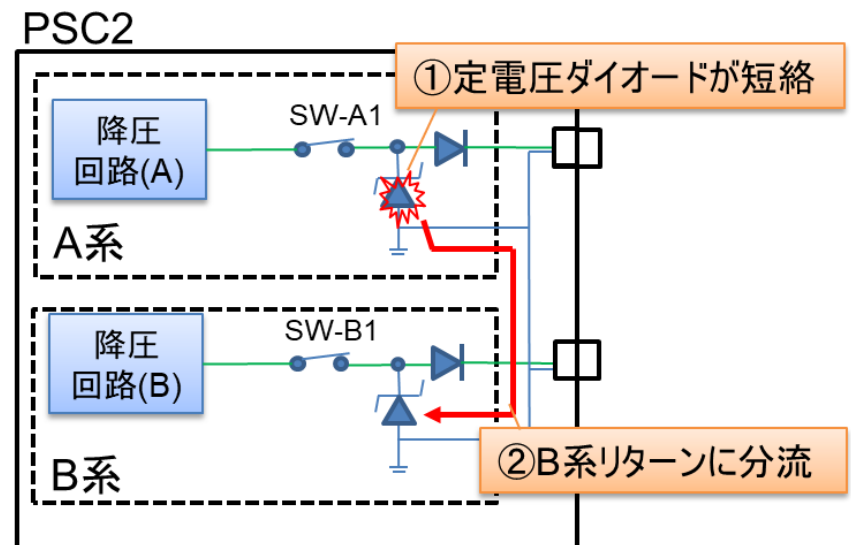 PSC2
①定電圧ダイオードが短絡
SW-A1
降圧
回路(A)
A系
SW-B1
降圧
回路(B)
②B系リターンに分流
B系